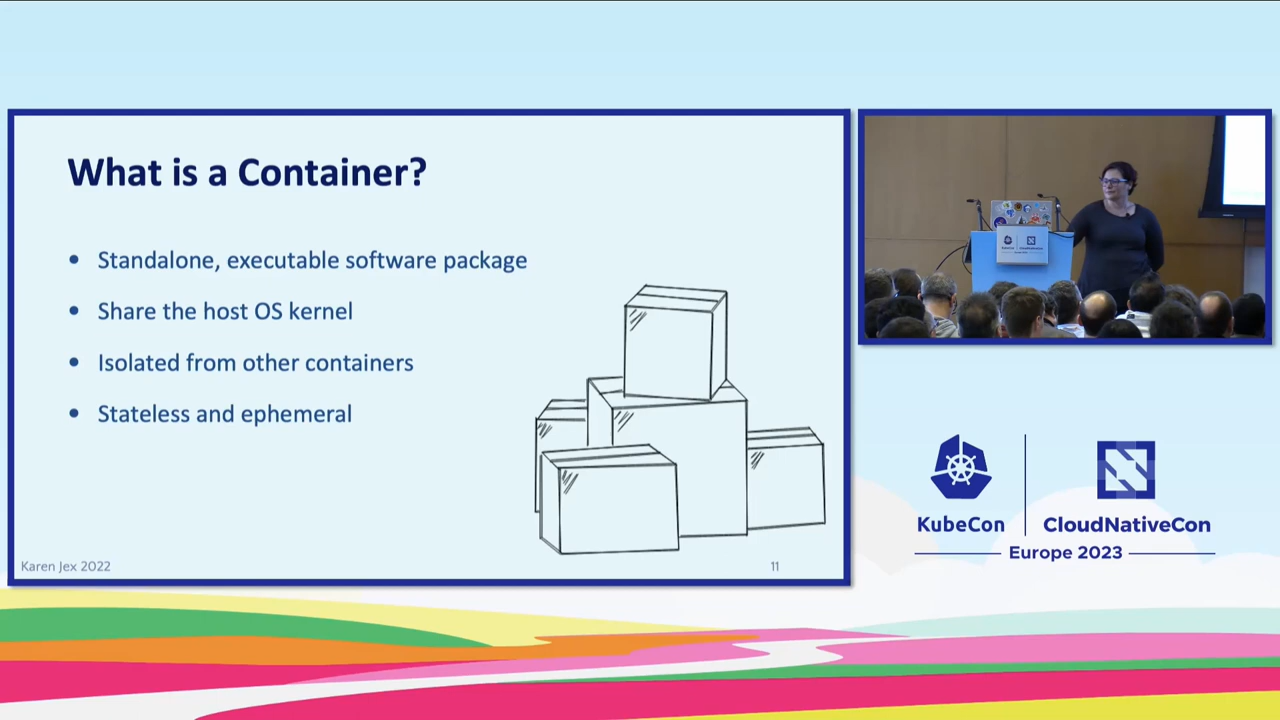 What is a Container?
• Standalone, executable software package
• Share the host OS kernel
• Isolated from other containers
• Stateless and ephemeral
Karen Jex 2022
11
KubeCon
CloudNativeCon
Europe 2023